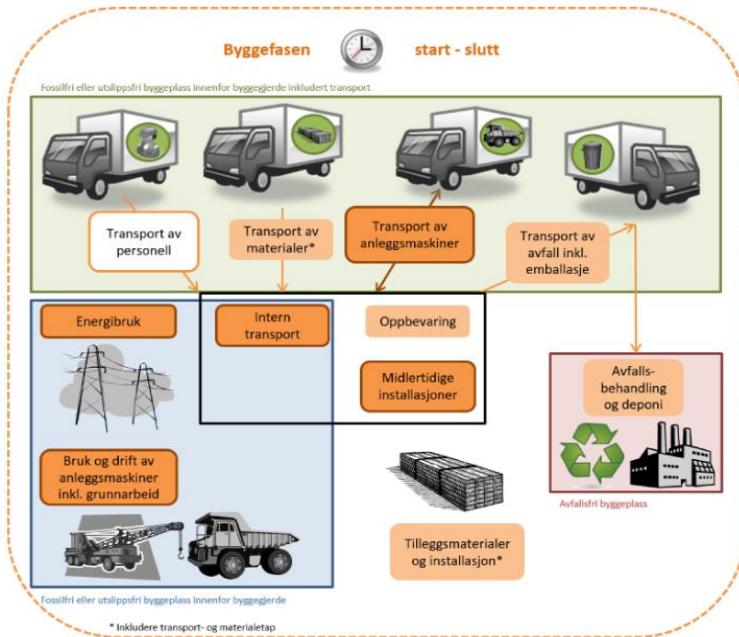 Byggefasen start - slutt
Fossilfri eller utslippsfri byggeplass innenfor byggegjerde inkludert transport
Transport av
personell
Transport av
materialer*
Transport av
anleggsmaskiner
Transport av
avfall inkl.
emballasje
Energibruk
Intern
transport
Oppbevaring
Midlertidige
installasjoner
Avfalls-
behandling
og deponi
Bruk og drift av
anleggsmaskiner
inkl. grunnarbeid
Avfallsfri byggeplass
Tilleggsmaterialer
og installasjon*
Fossilfri eller utslippsfri byggeplass innenfor byggegjerde
* Inkludere transport- og materialetap